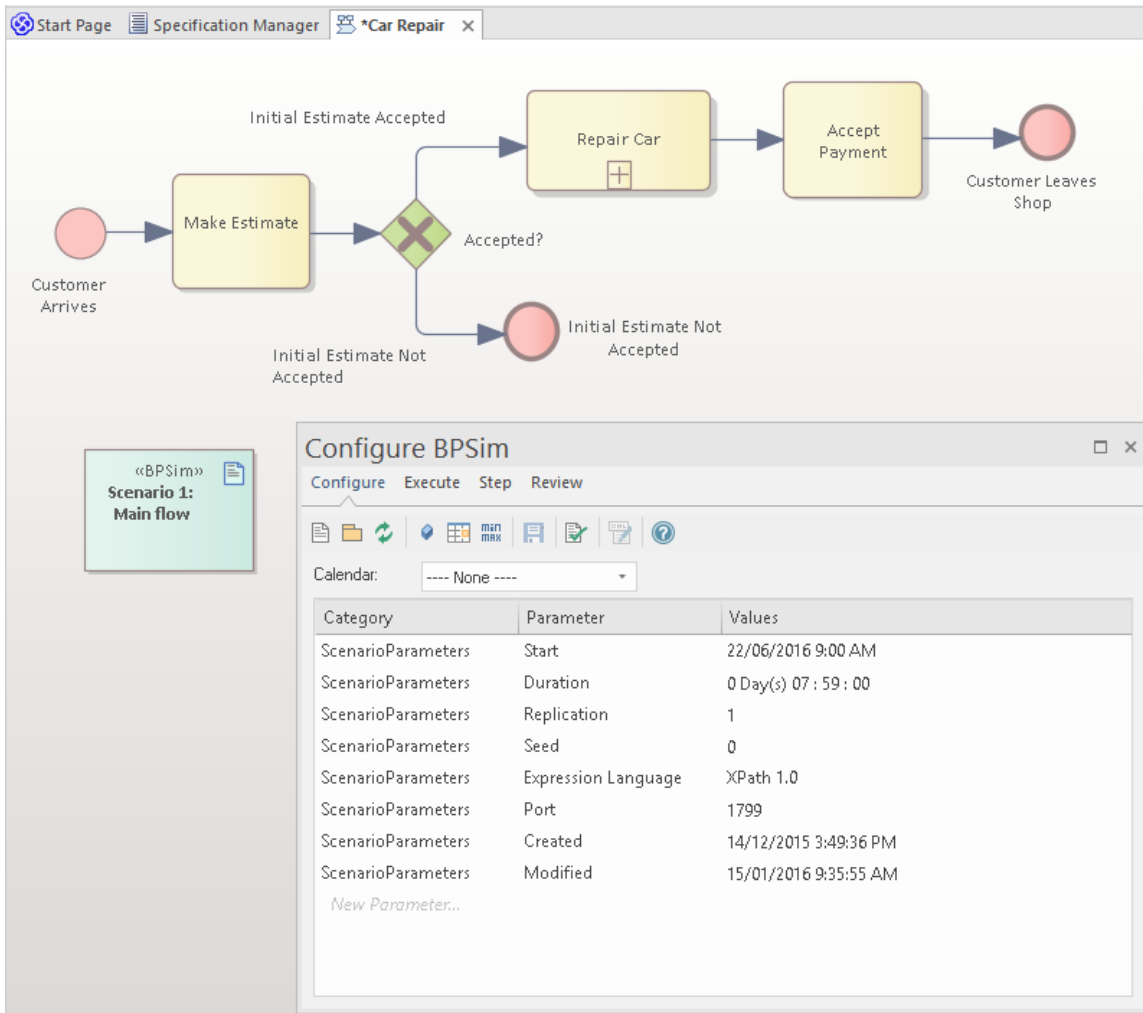 Start Page
Specification Manager
*Car Repair
Initial Estimate Accepted
Repair Car
Accept
Payment
Customer Leaves
Shop
Make Estimate
Accepted?
Customer
Arrives
Initial Estimate Not
Accepted
Initial Estimate Not
Accepted
«BPSim»
Scenario 1:
Main flow
Configure BPSim
Configure Execute Step Review
min
max
XML
Calendar: ---- None ----
Category Parameter Values
ScenarioParameters Start 22/06/2016 9:00 AM
ScenarioParameters Duration 0 Day(s) 07 : 59 : 00
ScenarioParameters Replication 1
ScenarioParameters Seed 0
ScenarioParameters Expression Language XPath 1.0
ScenarioParameters Port 1799
ScenarioParameters Created 14/12/2015 3:49:36 PM
ScenarioParameters Modified 15/01/2016 9:35:55 AM
New Parameter...